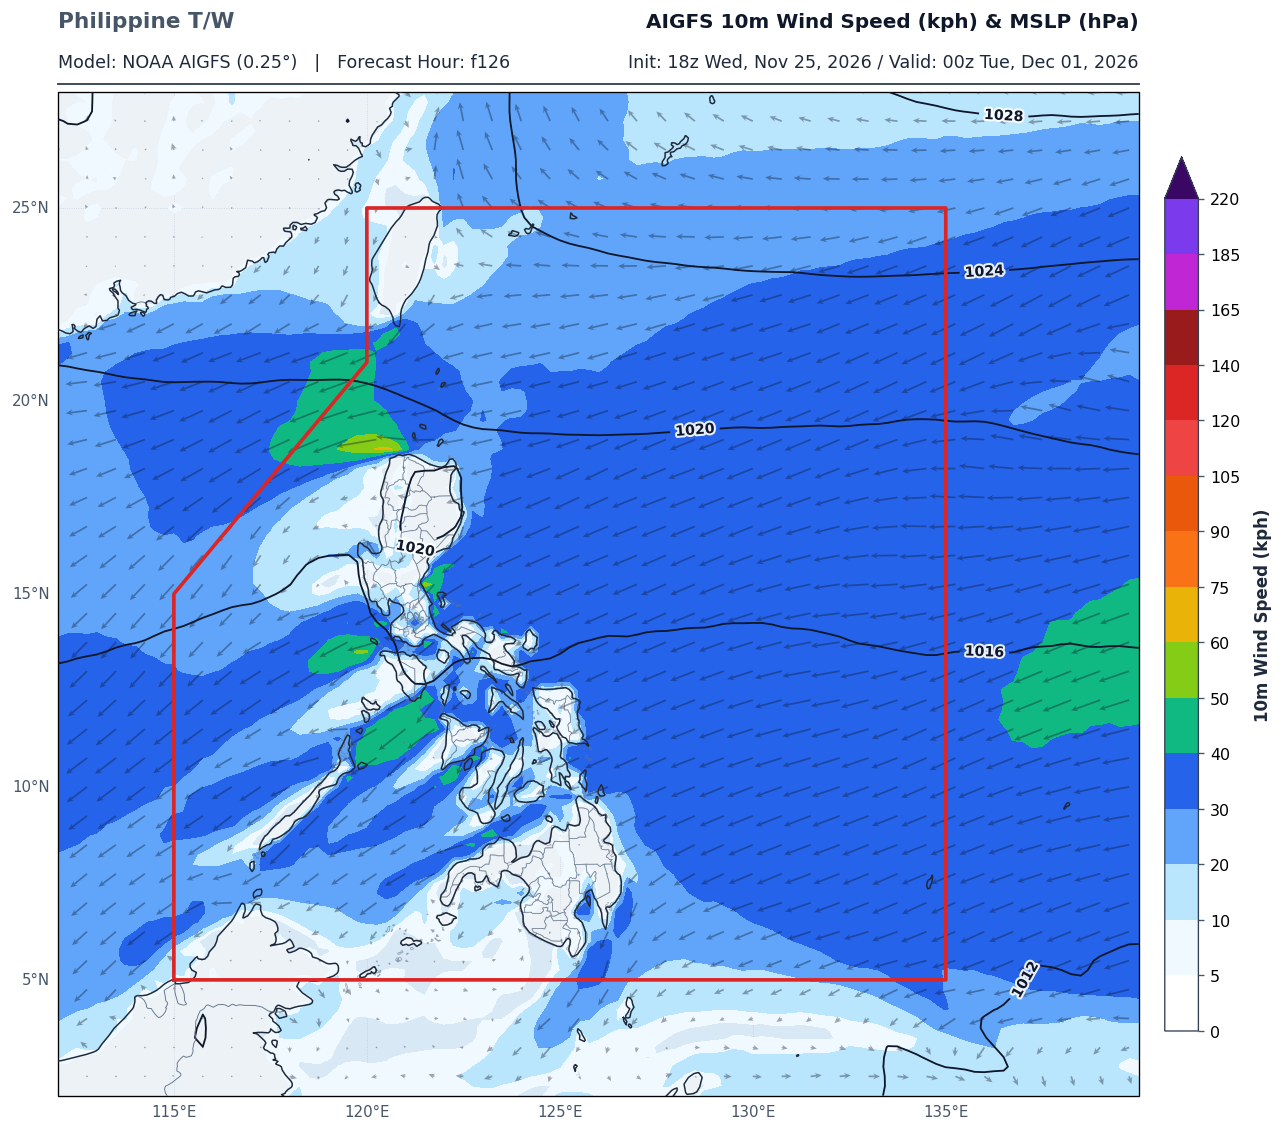 Philippine T/W
AIGFS 10m Wind Speed (kph) & MSLP (hPa)
Model: NOAA AIGFS (0.25°)   |   Forecast Hour: f126
Init: 18z Wed, Nov 25, 2026 / Valid: 00z Tue, Dec 01, 2026
1028
25°N
1024
20°N
1020
1020
15°N
1016
10°N
5°N
1012
115°E
120°E
125°E
130°E
135°E
220
185
165
140
120
105
90
75
60
50
40
30
20
10
5
0
10m Wind Speed (kph)